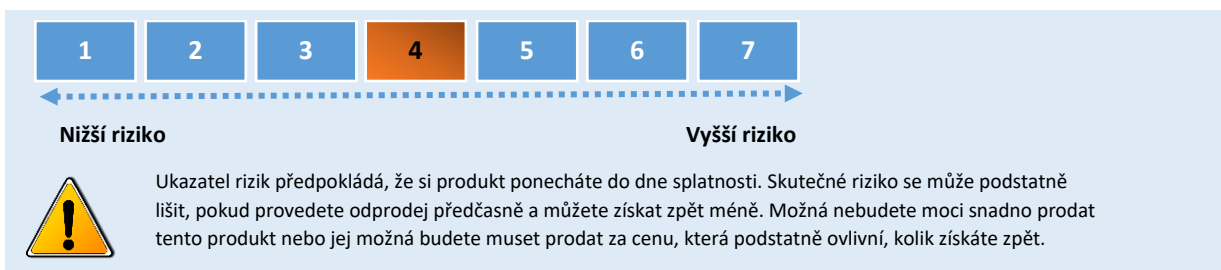 1 2 3 4 5 6 7
Nižší riziko Vyšší riziko
Ukazatel rizik předpokládá, že si produkt ponecháte do dne splatnosti. Skutečné riziko se může podstatně
lišit, pokud provedete odprodej předčasně a můžete získat zpět méně. Možná nebudete moci snadno prodat
tento produkt nebo jej možná budete muset prodat za cenu, která podstatně ovlivní, kolik získáte zpět.